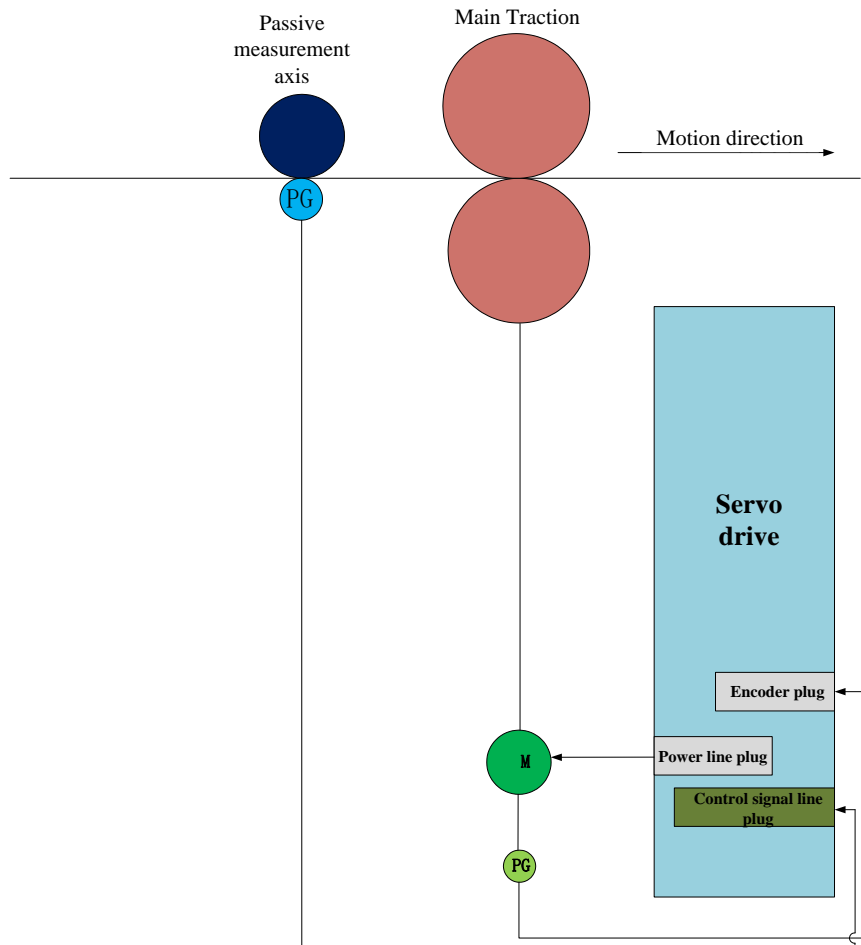 Passive
measurement
axis
Main Traction
Motion direction
PG
Servo
drive
Encoder plug
Power line plug
M
Control signal line
plug
PG